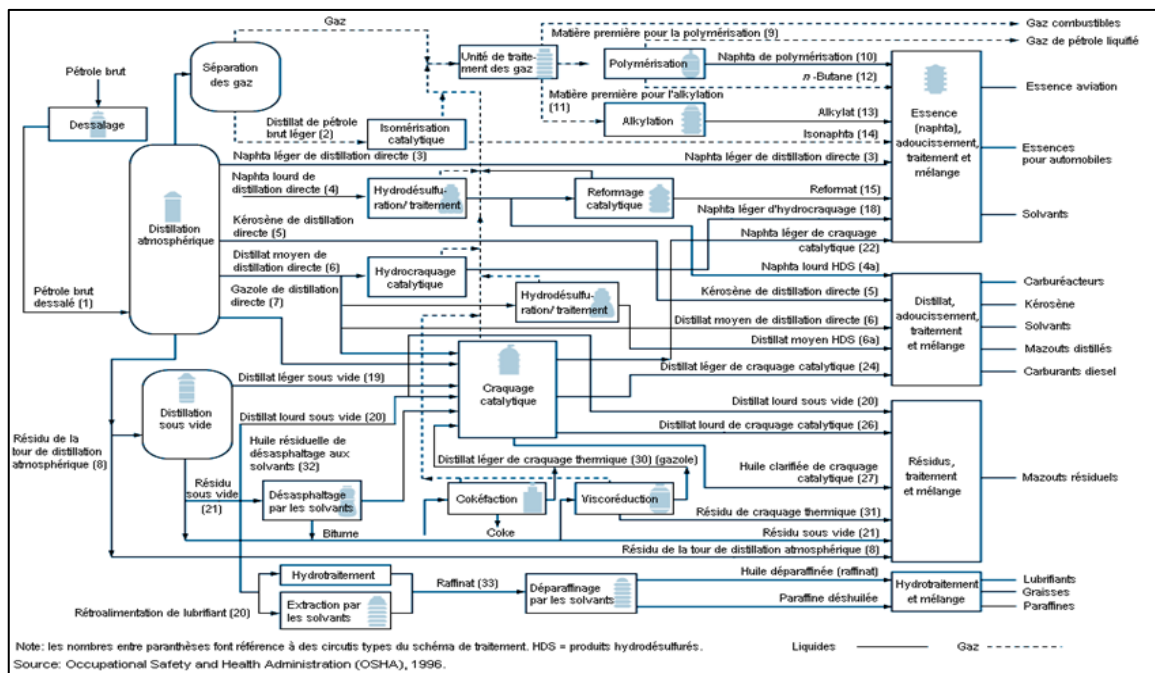 Gaz
Gaz combustibles
Matière première pour la polymérisation (9)
Gaz de pétrole liquifié
Pétrole brut
Séparation
des gaz
Unité de traite-
ment des gaz
Polymérisation
Naphta de polymérisation (10)
n -Butane (12)
Essence aviation
Dessalage
Matière première pour l'alkylation
(11)
Alkylat (13)
Essence
(naphta),
adoucissement,
traitement et
mélange
Distillat de pétrole
brut léger (2)
Isomérisation
catalytique
Alkylation
Isonaphta (14)
Essences
pour automobiles
Naphta léger de distillation directe (3)
Naphta léger de distillation directe (3)
Naphta lourd de
distillation directe (4)
Hydrodésulfu-
ration/ traitement
Reformage
catalytique
Reformat (15)
Naphta léger d'hydrocraquage (18)
Solvants
Distillation
atmosphérique
Kérosène de distillation
directe (5)
Naphta léger de craquage
catalytique (22)
Distillat moyen de
distillation directe (6)
Hydrocraquage
catalytique
Naphta lourd HDS (4a)
Carburéacteurs
Pétrole brut
dessalé (1)
Gazole de distillation
directe (7)
Hydrodésulfu-
ration/ traitement
Kérosène de distillation directe (5)
Distillat,
adoucissement,
traitement
et mélange
Kérosène
Distillat moyen de distillation directe (6)
Solvants
Distillat moyen HDS (6a)
Mazouts distillés
Distillat léger sous vide (19)
Craquage
catalytique
Distillat léger de craquage catalytique (24)
Carburants diesel
Distillation
sous vide
Distillat lourd sous vide (20)
Distillat lourd sous vide (20)
Distillat lourd de craquage catalytique (26)
Résidu de la
tour de distillation
atmosphérique (8)
Huile résiduelle de
désasphaltage aux
solvants (32)
Distillat léger de craquage thermique (30) (gazole)
Huile clarifiée de craquage
catalytique (27)
Résidus,
traitement
et mélange
Mazouts résiduels
Résidu
sous vide
(21)
Désasphaltage
par les solvants
Cokéfaction
Viscoréduction
Résidu de craquage thermique (31)
Bitume
Coke
Résidu sous vide (21)
Résidu de la tour de distillation atmosphérique (8)
Hydrotraitement
Raffinat (33)
Déparaffinage
par les solvants
Huile déparaffinée (raffinat)
Hydrotraitement
et mélange
Lubrifiants
Graisses
Paraffines
Rétroalimentation de lubrifiant (20)
Extraction par
les solvants
Paraffine déshuilée
Note: les nombres entre paranthèses font référence à des circutis types du schéma de traitement. HDS = produits hydrodésulfurés.
Liquides
Gaz
Source: Occupational Safety and Health Administration (OSHA), 1996.